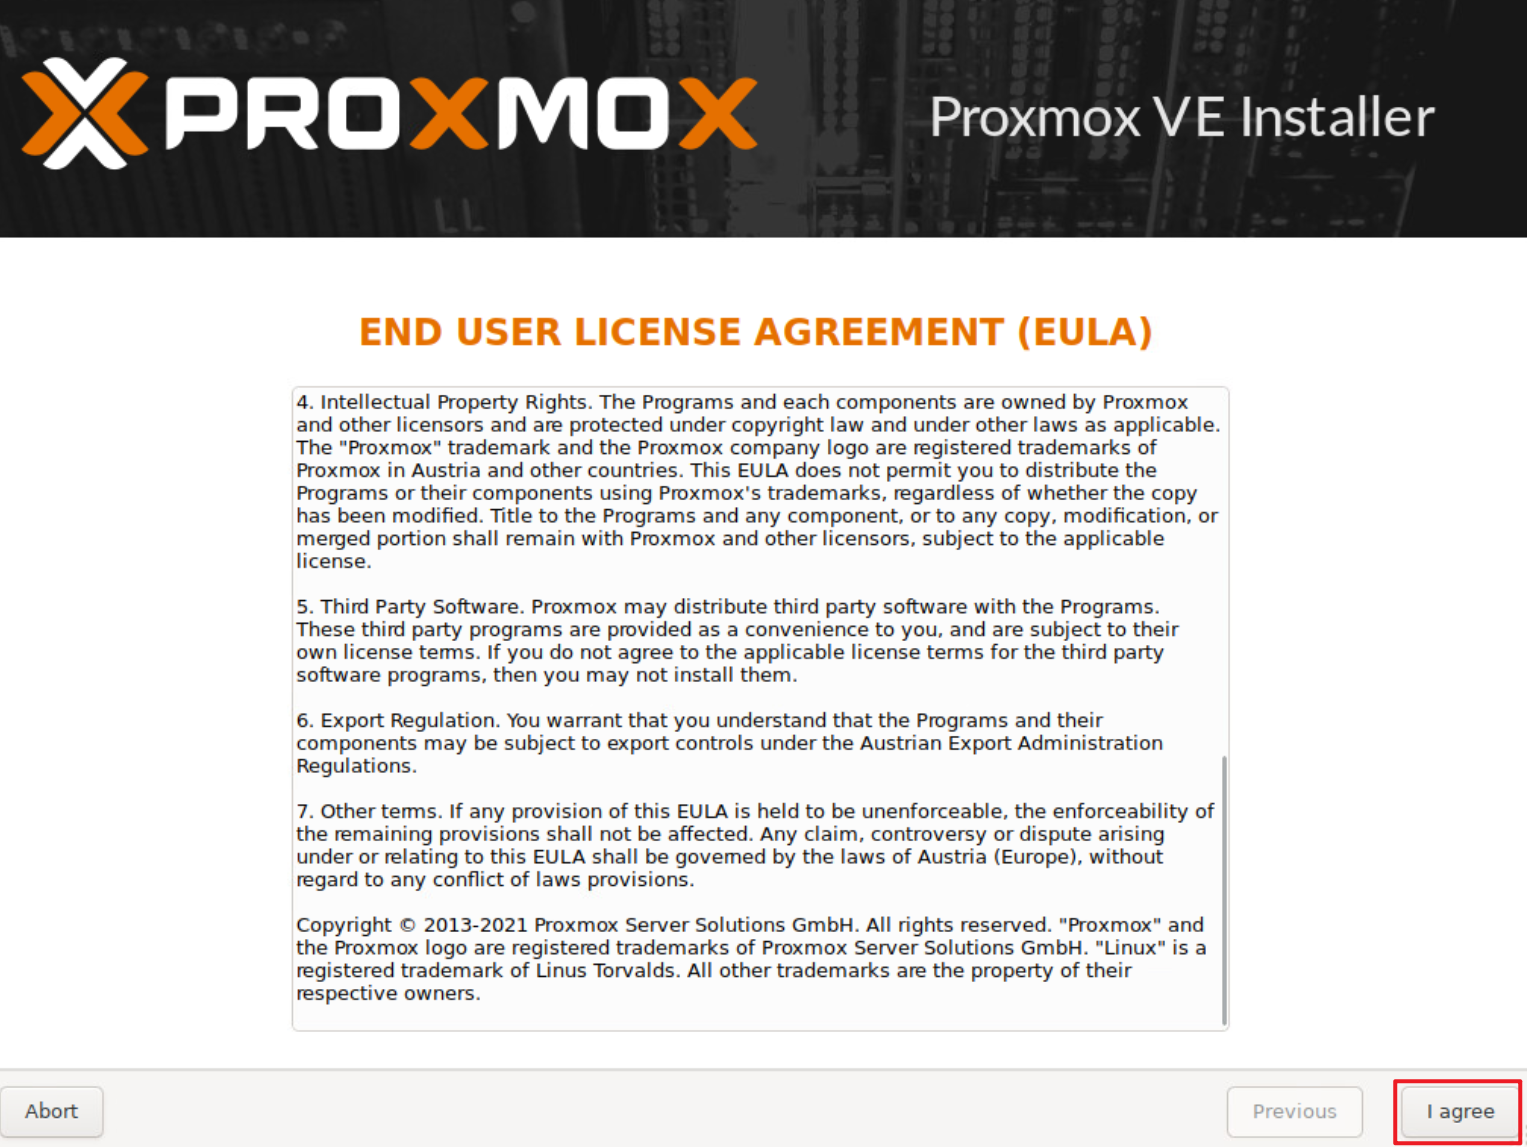 PROXMOX
Proxmox VE Installer
END USER LICENSE AGREEMENT (EULA)
4. Intellectual Property Rights. The Programs and each components are owned by Proxmox
and other licensors and are protected under copyright law and under other laws as applicable.
The "Proxmox" trademark and the Proxmox company logo are registered trademarks of
Proxmox in Austria and other countries. This EULA does not permit you to distribute the
Programs or their components using Proxmox's trademarks, regardless of whether the copy
has been modified. Title to the Programs and any component, or to any copy, modification, or
merged portion shall remain with Proxmox and other licensors, subject to the applicable
license.
5. Third Party Software. Proxmox may distribute third party software with the Programs.
These third party programs are provided as a convenience to you, and are subject to their
own license terms. If you do not agree to the applicable license terms for the third party
software programs, then you may not install them.
6. Export Regulation. You warrant that you understand that the Programs and their
components may be subject to export controls under the Austrian Export Administration
Regulations.
7. Other terms. If any provision of this EULA is held to be unenforceable, the enforceability of
the remaining provisions shall not be affected. Any claim, controversy or dispute arising
under or relating to this EULA shall be governed by the laws of Austria (Europe), without
regard to any conflict of laws provisions.
Copyright © 2013-2021 Proxmox Server Solutions GmbH. All rights reserved. "Proxmox" and
the Proxmox logo are registered trademarks of Proxmox Server Solutions GmbH. "Linux" is a
registered trademark of Linus Torvalds. All other trademarks are the property of their
respective owners.
Abort
Previous
I agree